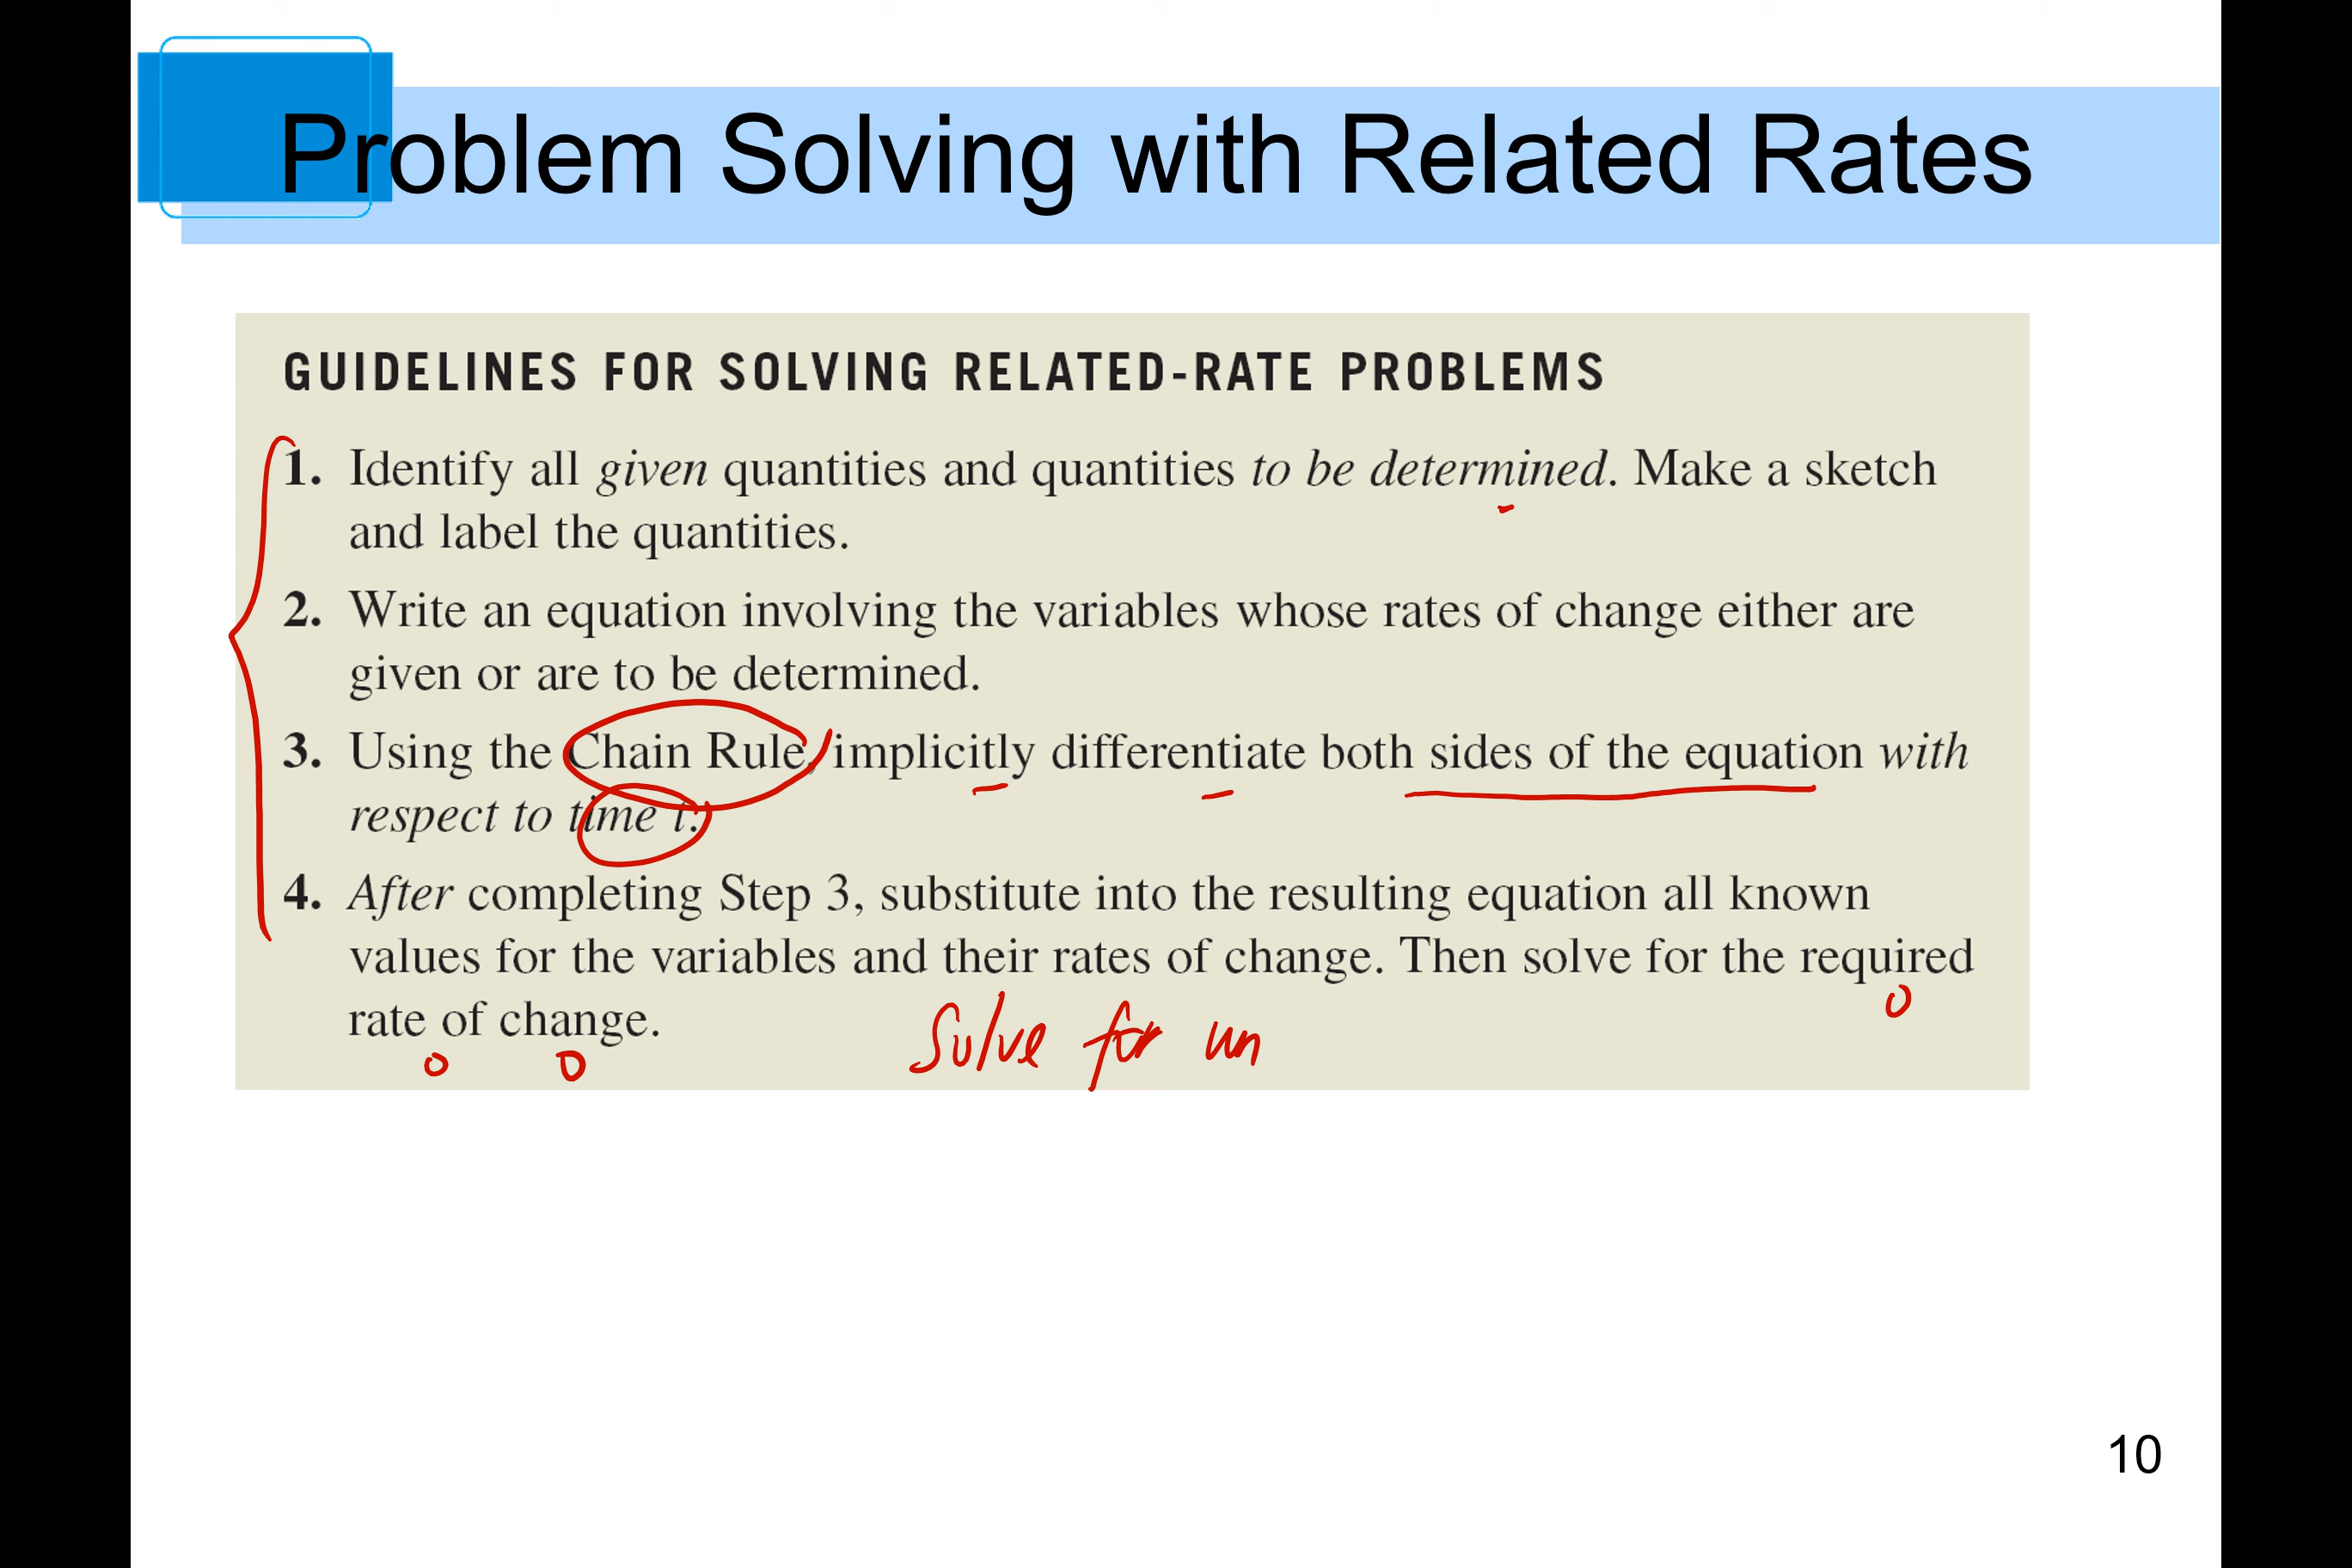 Problem Solving with Related Rates
GUIDELINES FOR SOLVING RELATED-RATE PROBLEMS
1. Identify all given quantities and quantities to be determined. Make a sketch
and label the quantities.
2. Write an equation involving the variables whose rates of change either are
given or are to be determined.
3. Using the Chain Rule, implicitly differentiate both sides of the equation with
respect to time t.
4. After completing Step 3, substitute into the resulting equation all known
values for the variables and their rates of change. Then solve for the required
rate of change.
Solve for un
10